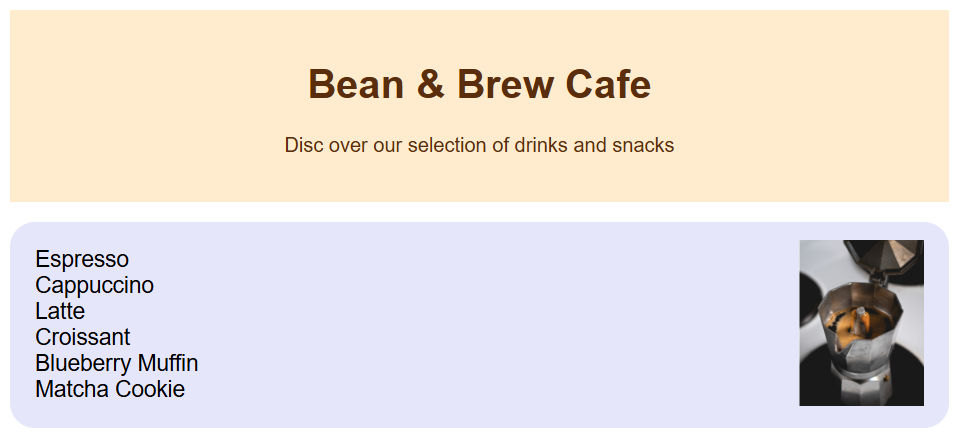 Bean & Brew Cafe
Disc over our selection of drinks and snacks
Espresso
Cappuccino
Latte
Croissant
Blueberry Muffin
Matcha Cookie